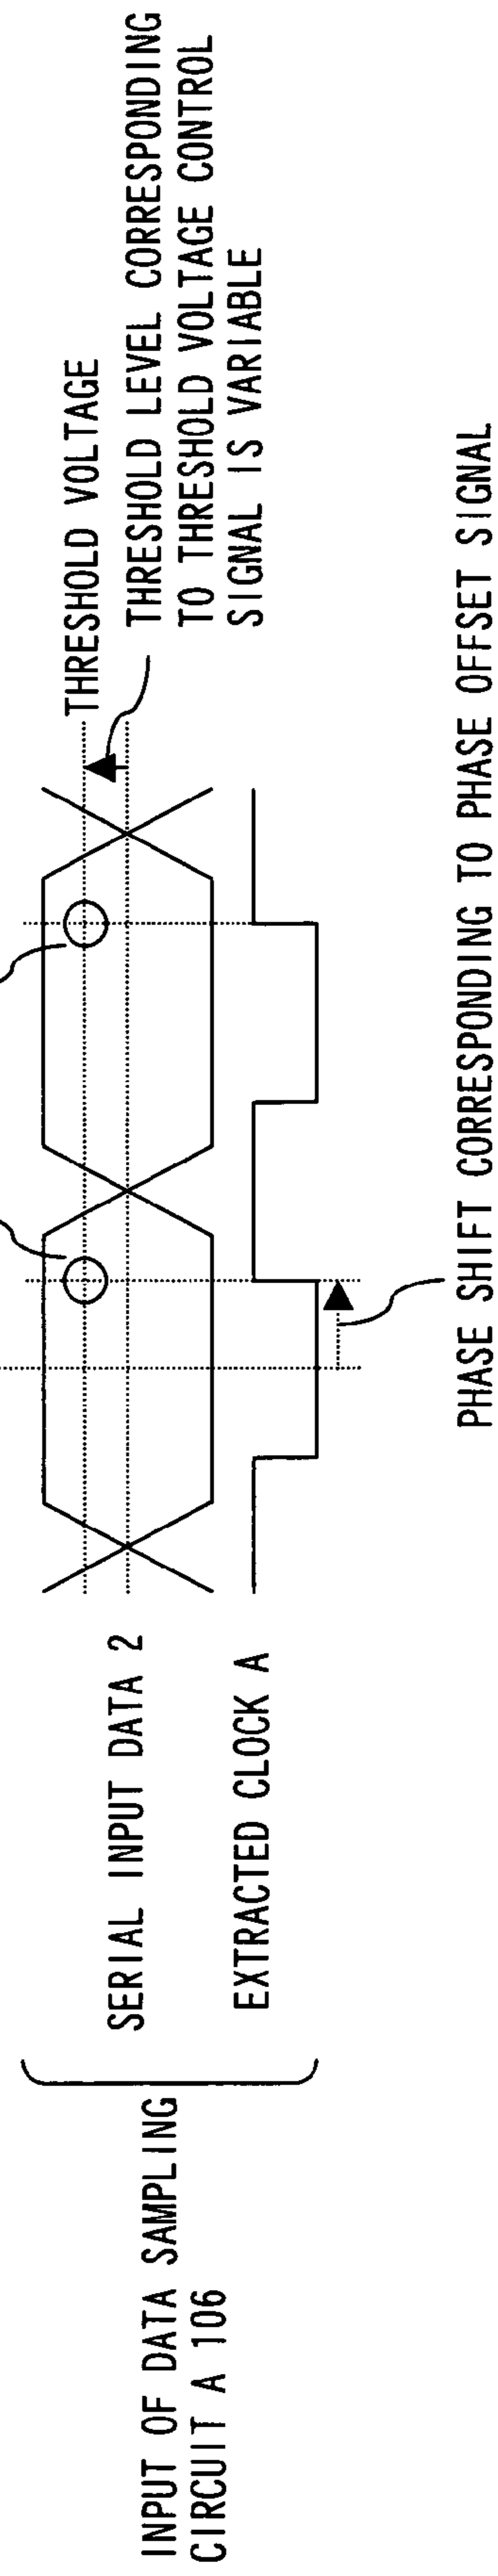 THRESHOLD VOLTAGE
THRESHOLD LEVEL CORRESPONDING
TO THRESHOLD VOLTAGE CONTROL
SIGNAL IS VARIABLE
INPUT OF DATA SAMPLING
CIRCUIT A 106
SERIAL INPUT DATA 2
EXTRACTED CLOCK A
PHASE SHIFT CORRESPONDING TO PHASE OFFSET SIGNAL